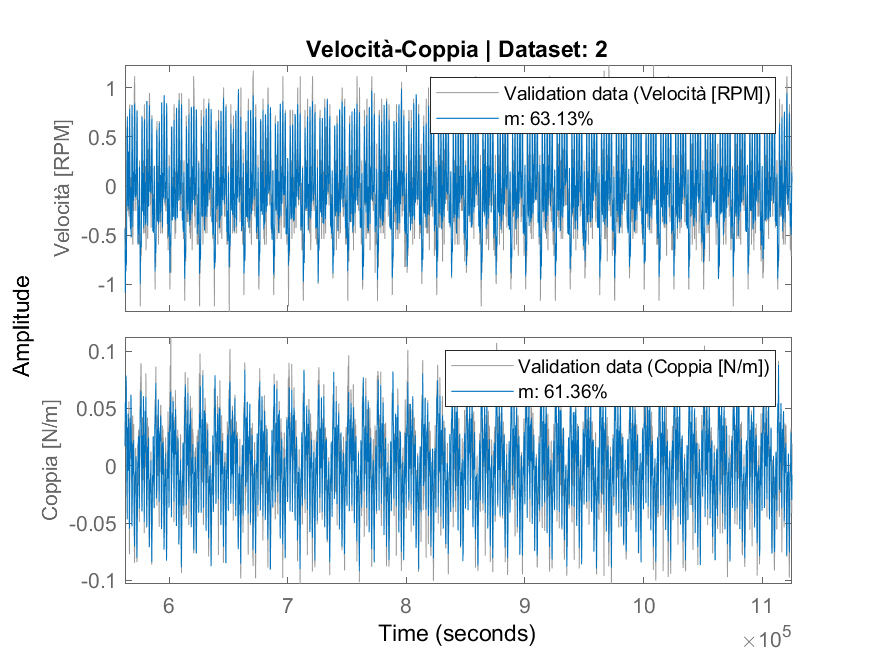 Velocità-Coppia | Dataset: 2
Amplitude
Velocità [RPM]
1
0.5
0
-0.5
-1
Validation data (Velocità [RPM])
m: 63.13%
Coppia [N/m]
0.1
0.05
0
-0.05
-0.1
Validation data (Coppia [N/m])
m: 61.36%
6 7 8 9 10 11
×10⁵
Time (seconds)